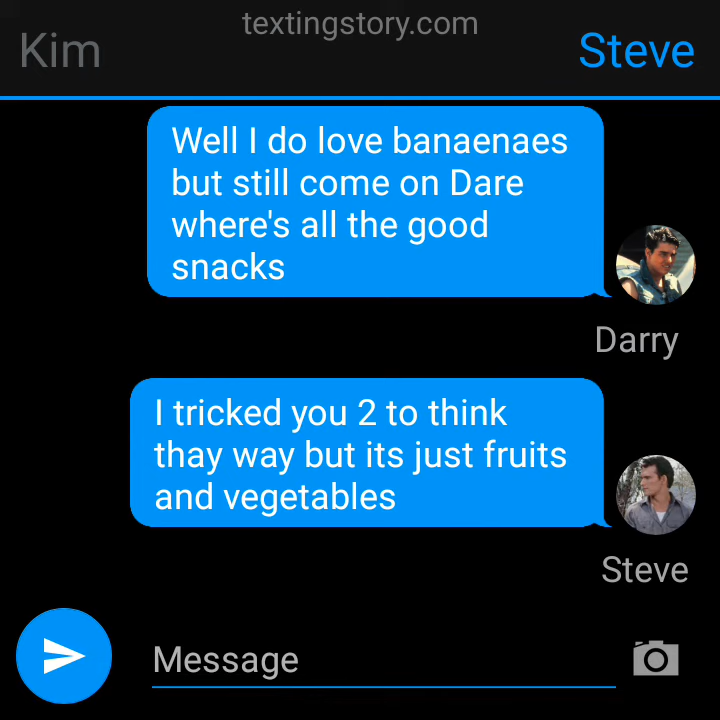 textingstory.com
Kim
Steve
Well I do love banaenaes
but still come on Dare
where's all the good
snacks
Darry
I tricked you 2 to think
thay way but its just fruits
and vegetables
Steve
Message